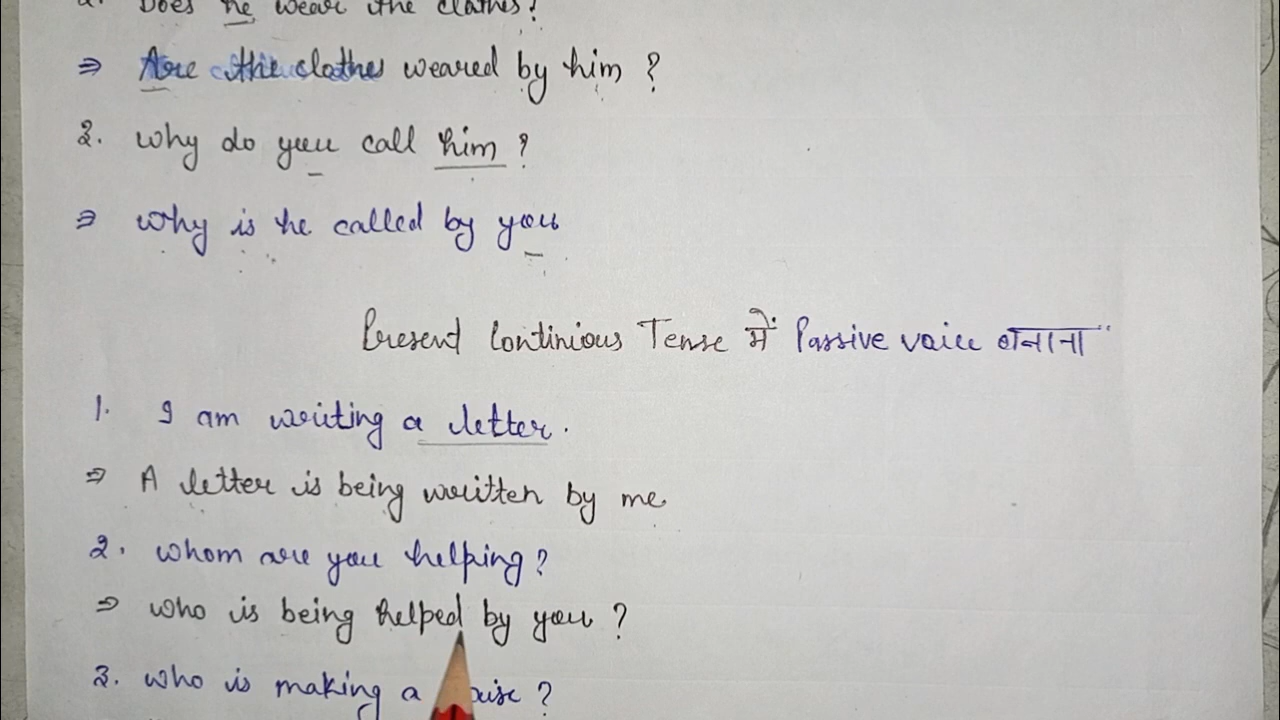 Does he wear the clothes?
⇒ Are the clothes weared by him ?
2. Why do you call him ?
⇒ Why is he called by you
Present Continious Tense में Passive voice बनाना
1. I am writing a letter.
⇒ A letter is being written by me
2. whom are you helping?
⇒ who is being helped by you ?
3. who is making a ?